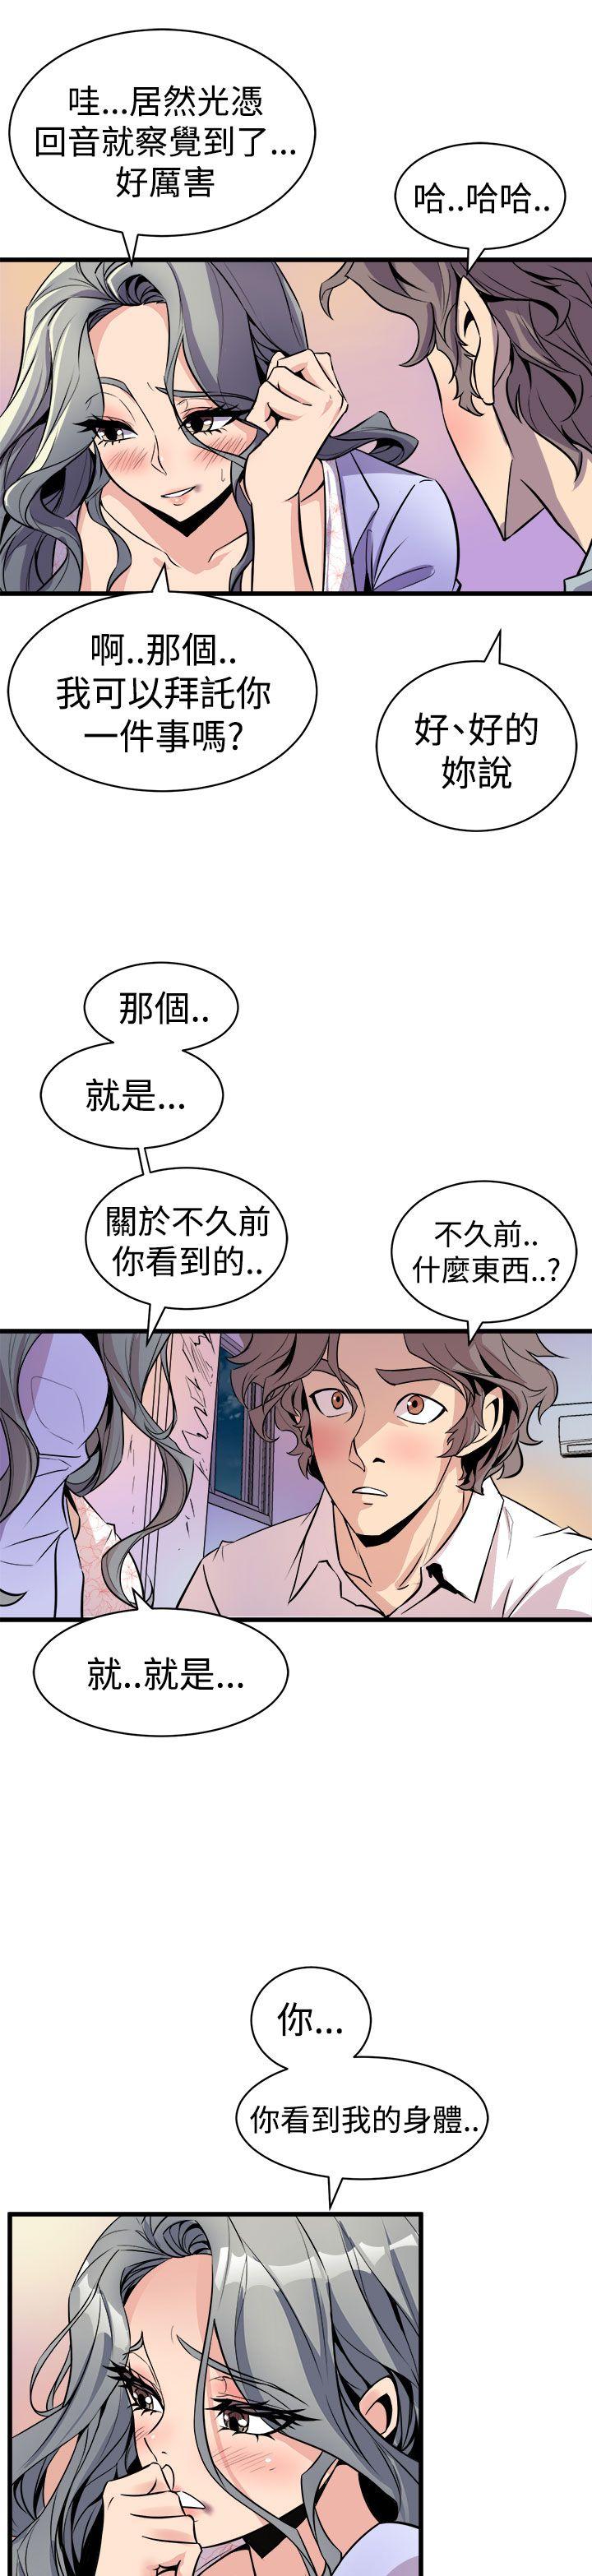 哇...居然光憑
回音就察覺到了...
好厲害
哈..哈哈..
啊..那個..
我可以拜託你
一件事嗎?
好、好的
妳說
那個..
就是...
關於不久前
你看到的..
不久前..
什麼東西..?
就..就是...
你...
你看到我的身體..